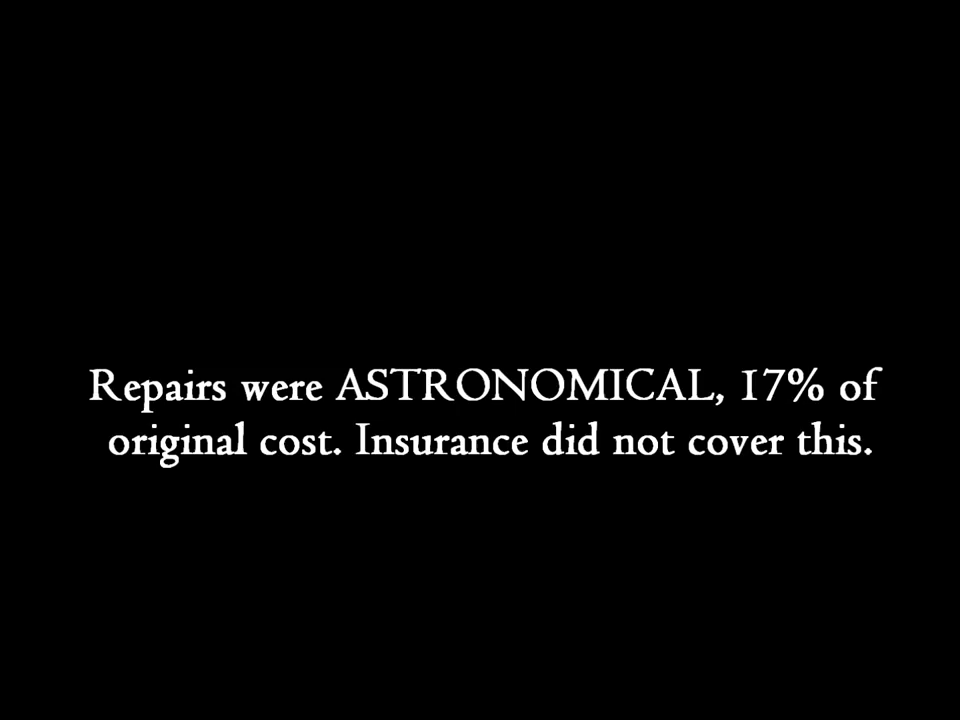 Repairs were ASTRONOMICAL, 17% of
original cost. Insurance did not cover this.